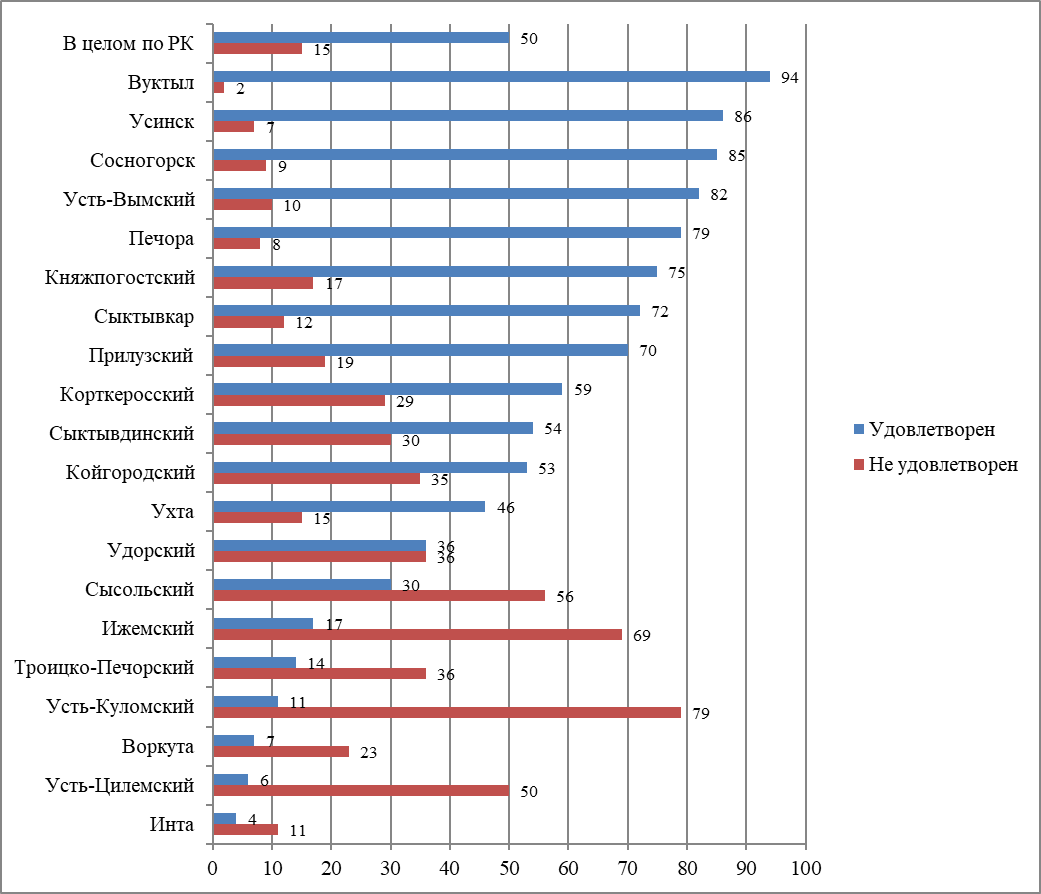 В целом по РК 50
15
Вуктыл 94
2
Усинск 86
7
Сосногорск 85
9
Усть-Вымский 82
10
Печора 79
8
Княжпогостский 75
17
Сыктывкар 72
12
Прилузский 70
19
Корткеросский 59
29
Сыктывдинский 54
30
Койгородский 53
35
Ухта 46
15
Удорский 36
36
Сысольский 30
56
Ижемский 17
69
Троицко-Печорский 14
36
Усть-Куломский 11
79
Воркута 7
23
Усть-Цилемский 6
50
Инта 4
11
0 10 20 30 40 50 60 70 80 90 100
Удовлетворен
Не удовлетворен